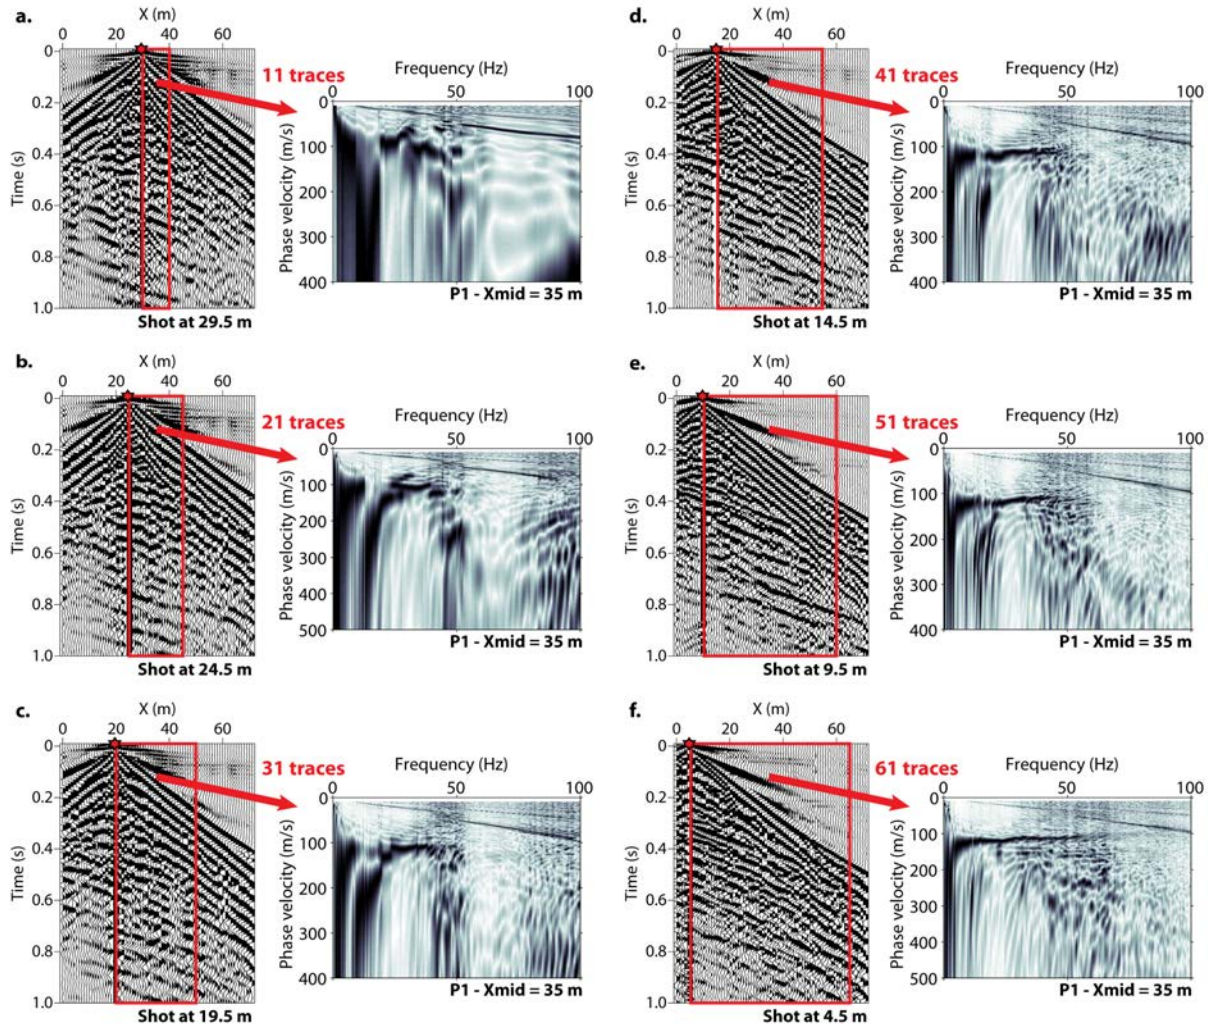 a.
X (m)
0 20 40 60
0
0.2
0.4
0.6
0.8
1.0
Time (s)
11 traces
Shot at 29.5 m
Frequency (Hz)
0 50 100
0
100
200
300
400
Phase velocity (m/s)
P1 - Xmid = 35 m
d.
X (m)
0 20 40 60
0
0.2
0.4
0.6
0.8
1.0
Time (s)
41 traces
Shot at 14.5 m
Frequency (Hz)
0 50 100
0
100
200
300
400
Phase velocity (m/s)
P1 - Xmid = 35 m
b.
X (m)
0 20 40 60
0
0.2
0.4
0.6
0.8
1.0
Time (s)
21 traces
Shot at 24.5 m
Frequency (Hz)
0 50 100
0
100
200
300
400
500
Phase velocity (m/s)
P1 - Xmid = 35 m
e.
X (m)
0 20 40 60
0
0.2
0.4
0.6
0.8
1.0
Time (s)
51 traces
Shot at 9.5 m
Frequency (Hz)
0 50 100
0
100
200
300
400
Phase velocity (m/s)
P1 - Xmid = 35 m
c.
X (m)
0 20 40 60
0
0.2
0.4
0.6
0.8
1.0
Time (s)
31 traces
Shot at 19.5 m
Frequency (Hz)
0 50 100
0
100
200
300
400
Phase velocity (m/s)
P1 - Xmid = 35 m
f.
X (m)
0 20 40 60
0
0.2
0.4
0.6
0.8
1.0
Time (s)
61 traces
Shot at 4.5 m
Frequency (Hz)
0 50 100
0
100
200
300
400
500
Phase velocity (m/s)
P1 - Xmid = 35 m